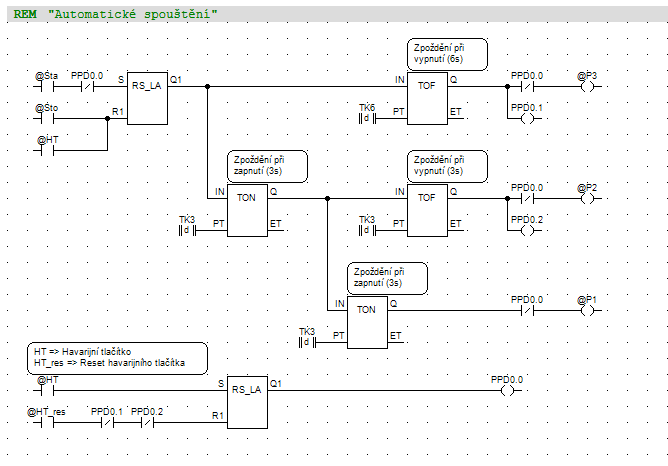 REM "Automatické spouštění"
Zpoždění při
vypnutí (6s)
@Sta PPD0.0 S RS_LA Q1 IN TOF Q PPD0.0 @P3
@Sto R1 TK6 d PT ET PPD0.1
@HT
Zpoždění při
zapnutí (3s)
Zpoždění při
vypnutí (3s)
IN TON Q IN TOF Q PPD0.0 @P2
TK3 d PT ET TK3 d PT ET PPD0.2
Zpoždění při
zapnutí (3s)
IN TON Q PPD0.0 @P1
TK3 d PT ET
HT => Havarijní tlačítko
HT_res => Reset havarijního tlačítka
@HT S RS_LA Q1 PPD0.0
@HT_res PPD0.1 PPD0.2 R1